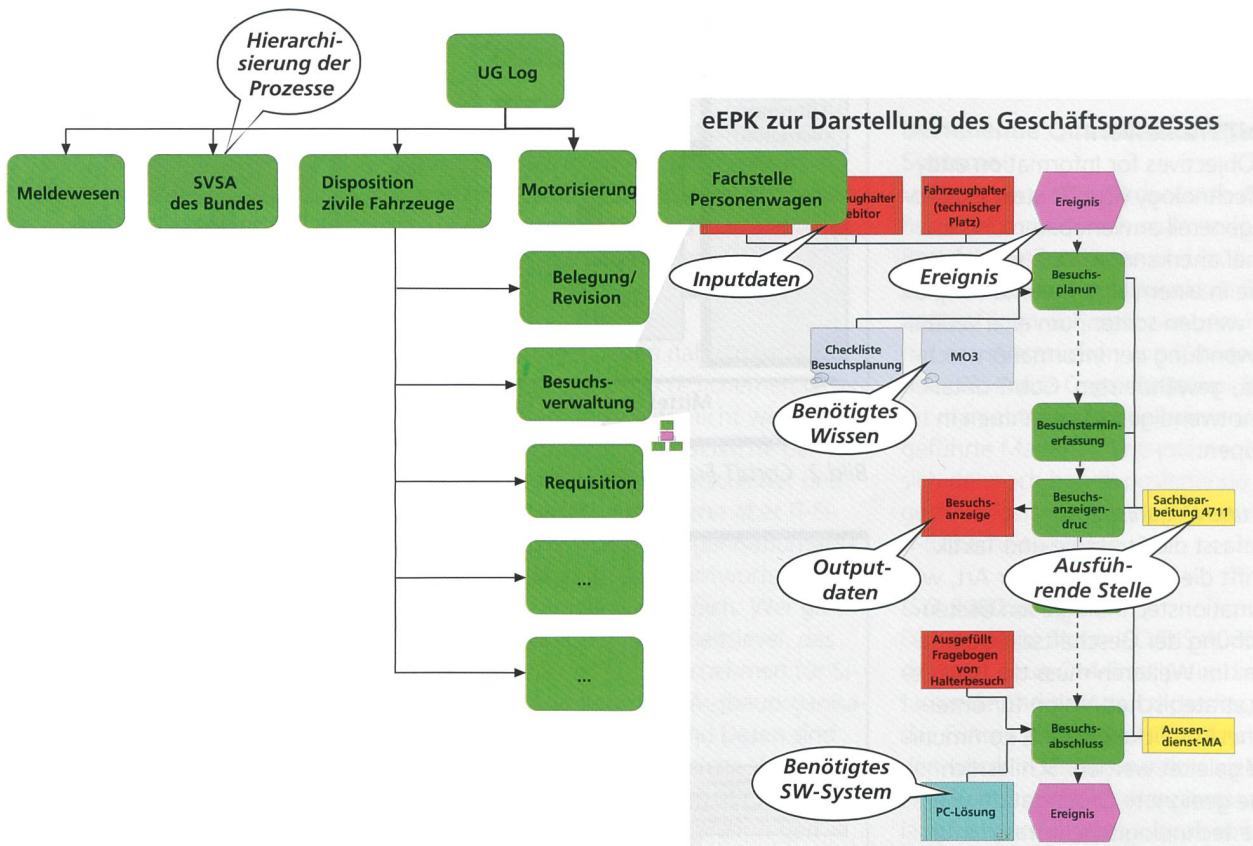 Hierarchi-
sierung der
Prozesse
UG Log
Meldewesen
SVSA
des Bundes
Disposition
zivile Fahrzeuge
Motorisierung
Fachstelle
Personenwagen
Belegung/
Revision
Besuchs-
verwaltung
Requisition
...
...
eEPK zur Darstellung des Geschäftsprozesses
Fahrzeughalter
(technischer
Platz)
Ereignis
Inputdaten
Ereignis
Besuchs-
planun
Checkliste
Besuchsplanung
MO3
Benötigtes
Wissen
Besuchstermin-
erfassung
Besuchs-
anzeige
Besuchs-
anzeigen-
druc
Sachbear-
beitung 4711
Output-
daten
Ausfüh-
rende Stelle
Ausgefüllt
Fragebogen
von
Halterbesuch
Besuchs-
abschluss
Aussen-
dienst-MA
Benötigtes
SW-System
PC-Lösung
Ereignis